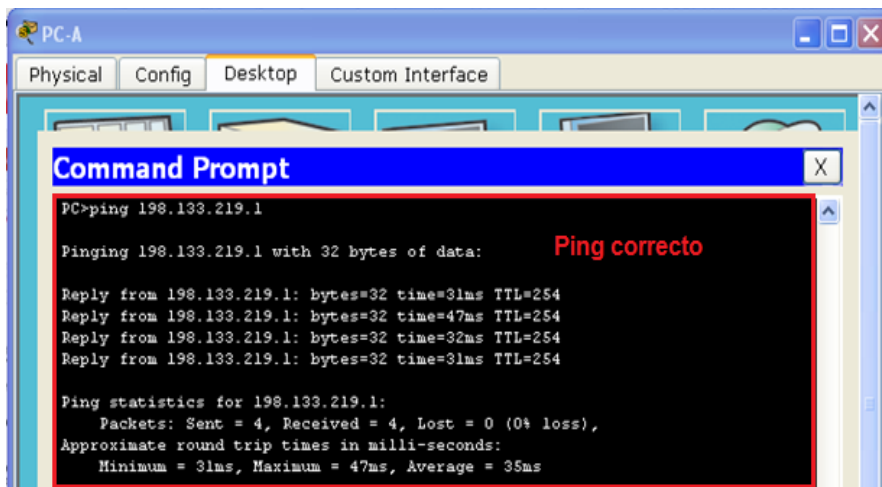 PC-A
Physical Config Desktop Custom Interface
Command Prompt X
PC>ping 198.133.219.1
Pinging 198.133.219.1 with 32 bytes of data:
Ping correcto
Reply from 198.133.219.1: bytes=32 time=31ms TTL=254
Reply from 198.133.219.1: bytes=32 time=47ms TTL=254
Reply from 198.133.219.1: bytes=32 time=32ms TTL=254
Reply from 198.133.219.1: bytes=32 time=31ms TTL=254
Ping statistics for 198.133.219.1:
Packets: Sent = 4, Received = 4, Lost = 0 (0% loss),
Approximate round trip times in milli-seconds:
Minimum = 31ms, Maximum = 47ms, Average = 35ms